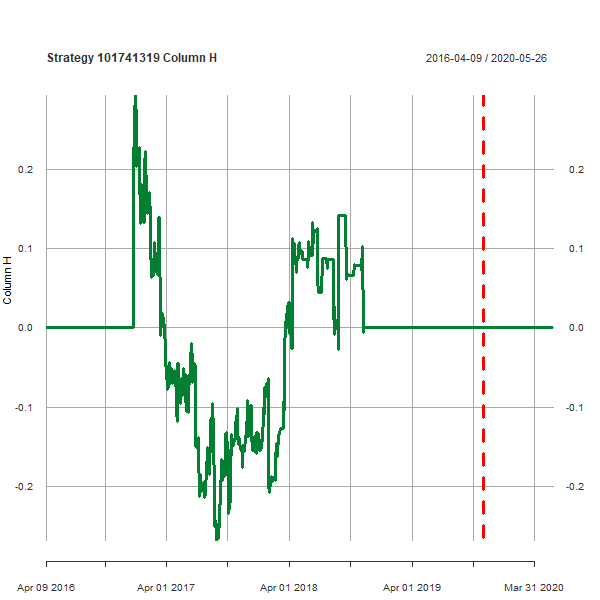 Strategy 101741319 Column H
2016-04-09 / 2020-05-26
0.2
0.2
0.1
0.1
0.0
0.0
-0.1
-0.1
-0.2
-0.2
Column H
Apr 09 2016
Apr 01 2017
Apr 01 2018
Apr 01 2019
Mar 31 2020